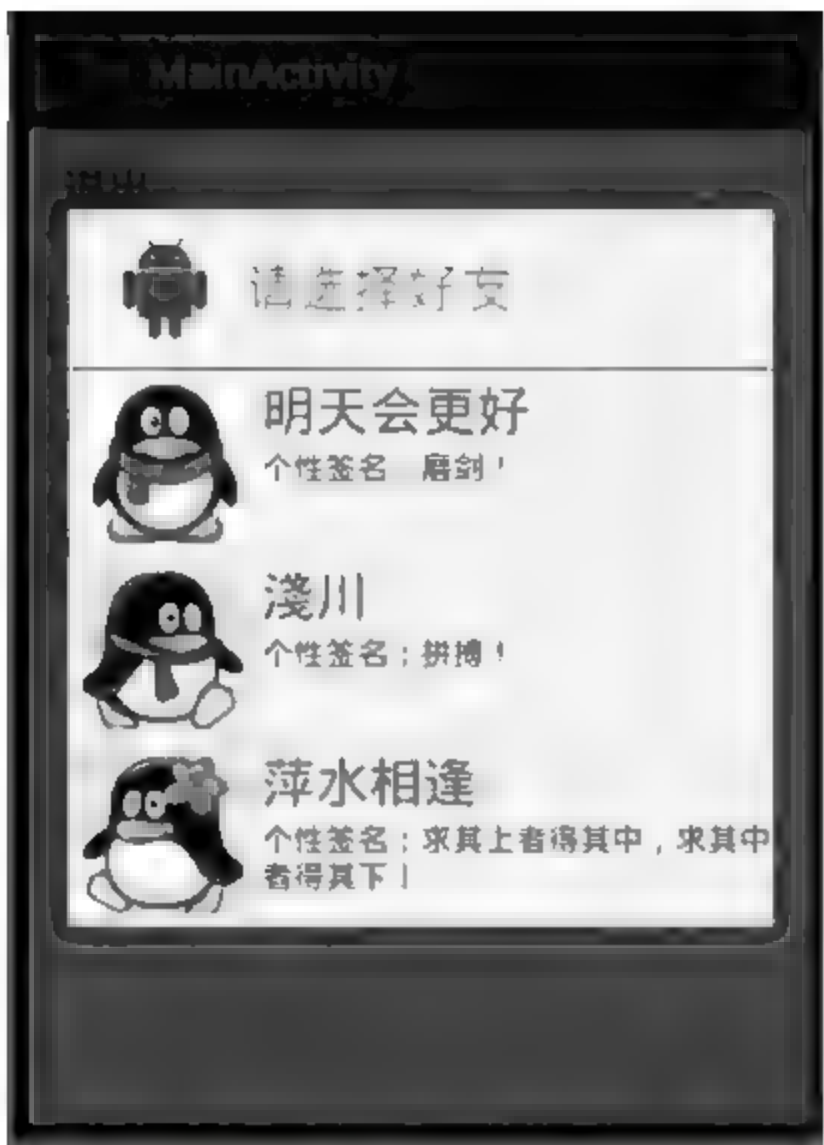 MainActivity
退出
请选择好友
明天会更好
个性签名 磨剑！
淺川
个性签名：拼搏！
萍水相逢
个性签名：求其上者得其中，求其中
者得其下！